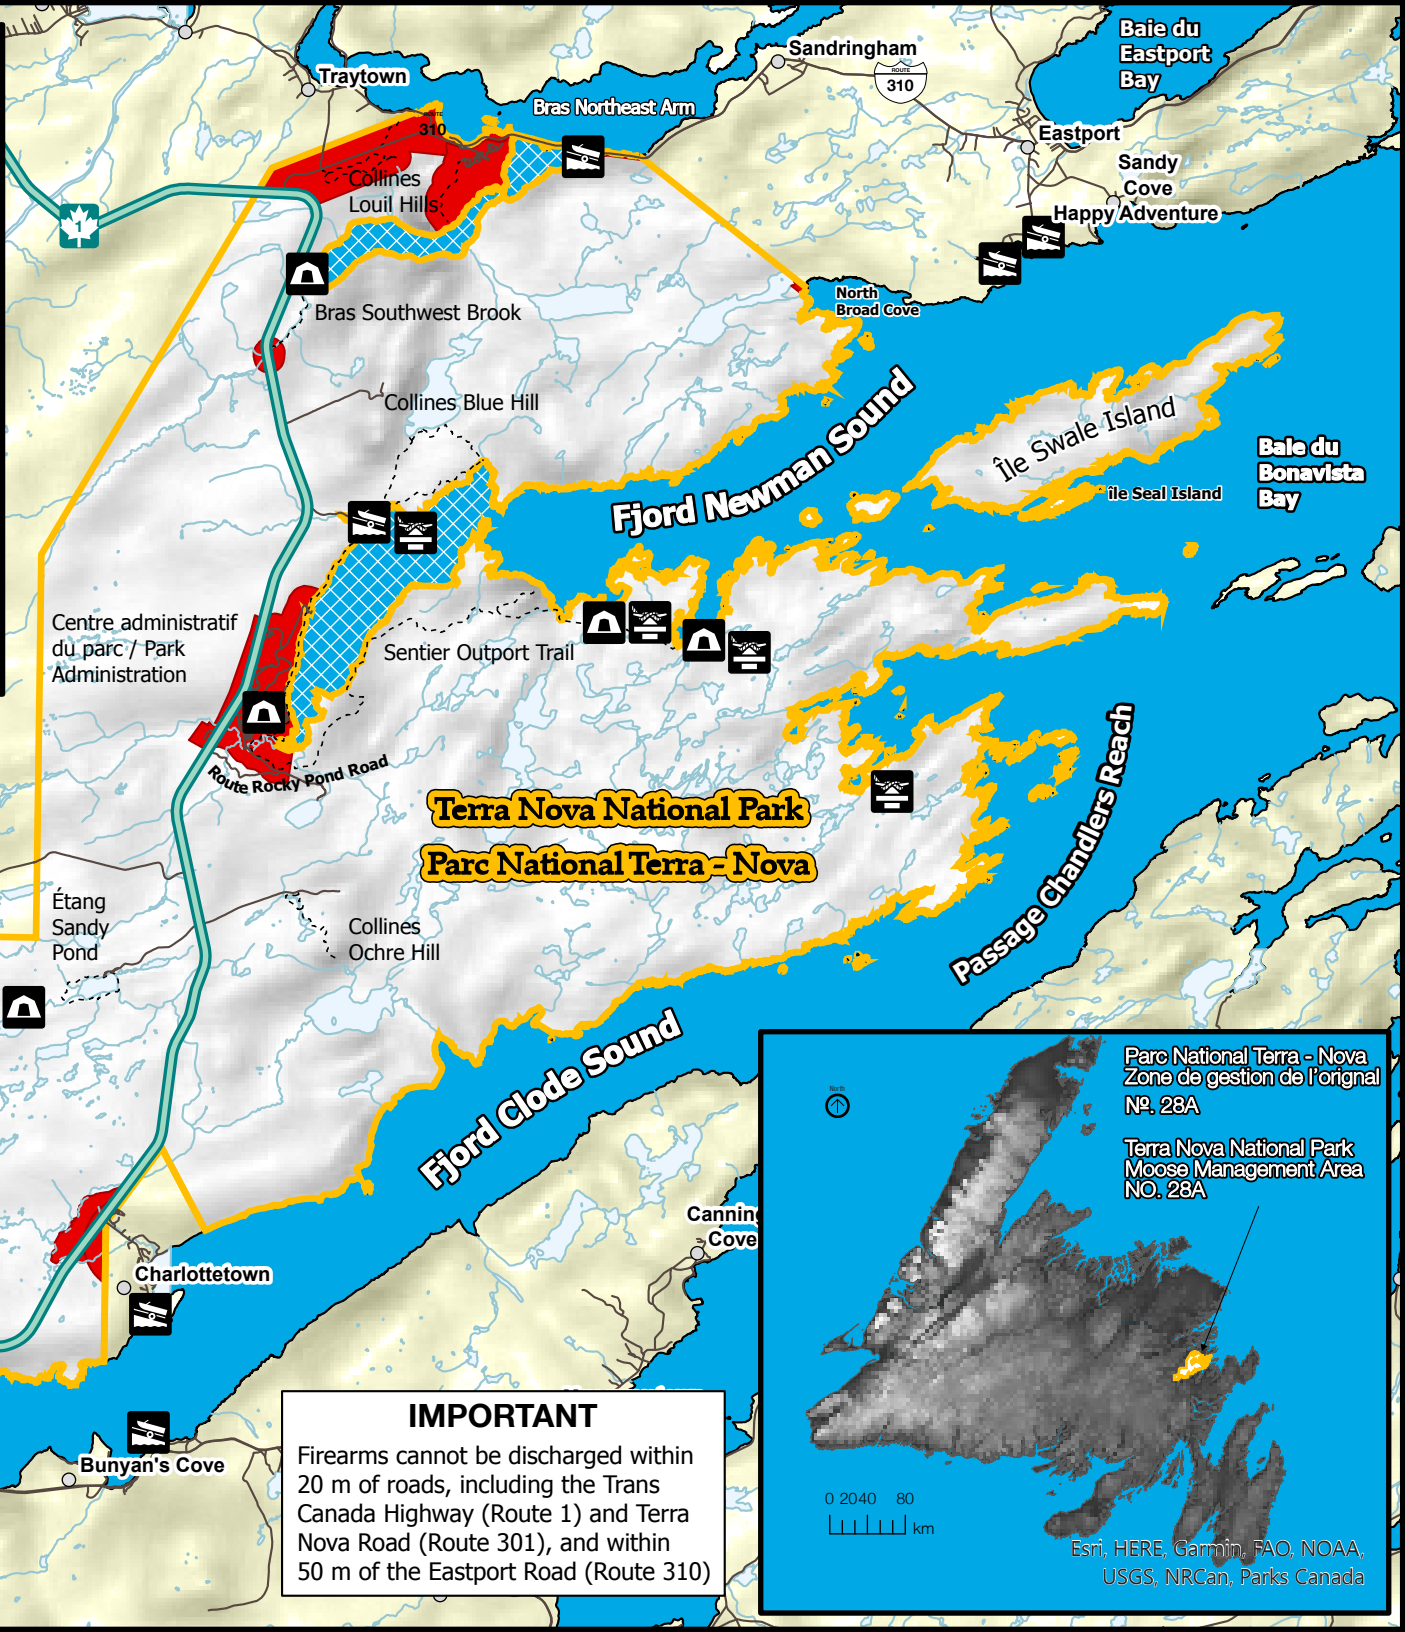 Baie du
Eastport
Bay
Sandringham
ROUTE
310
Traytown
Bras Northeast Arm
ROUTE
310
Eastport
Sandy
Cove
Happy Adventure
Collines
Louil Hills
1
North
Broad Cove
Bras Southwest Brook
Collines Blue Hill
Fjord Newman Sound
Île Swale Island
île Seal Island
Baie du
Bonavista
Bay
Centre administratif
du parc / Park
Administration
Sentier Outport Trail
Route Rocky Pond Road
Terra Nova National Park
Parc National Terra - Nova
Passage Chandlers Reach
Étang
Sandy
Pond
Collines
Ochre Hill
Fjord Clode Sound
Canning
Cove
Charlottetown
Bunyan's Cove
IMPORTANT
Firearms cannot be discharged within
20 m of roads, including the Trans
Canada Highway (Route 1) and Terra
Nova Road (Route 301), and within
50 m of the Eastport Road (Route 310)
North
Parc National Terra - Nova
Zone de gestion de l'orignal
Nº. 28A
Terra Nova National Park
Moose Management Area
NO. 28A
0 20 40 80
km
Esri, HERE, Garmin, FAO, NOAA,
USGS, NRCan, Parks Canada